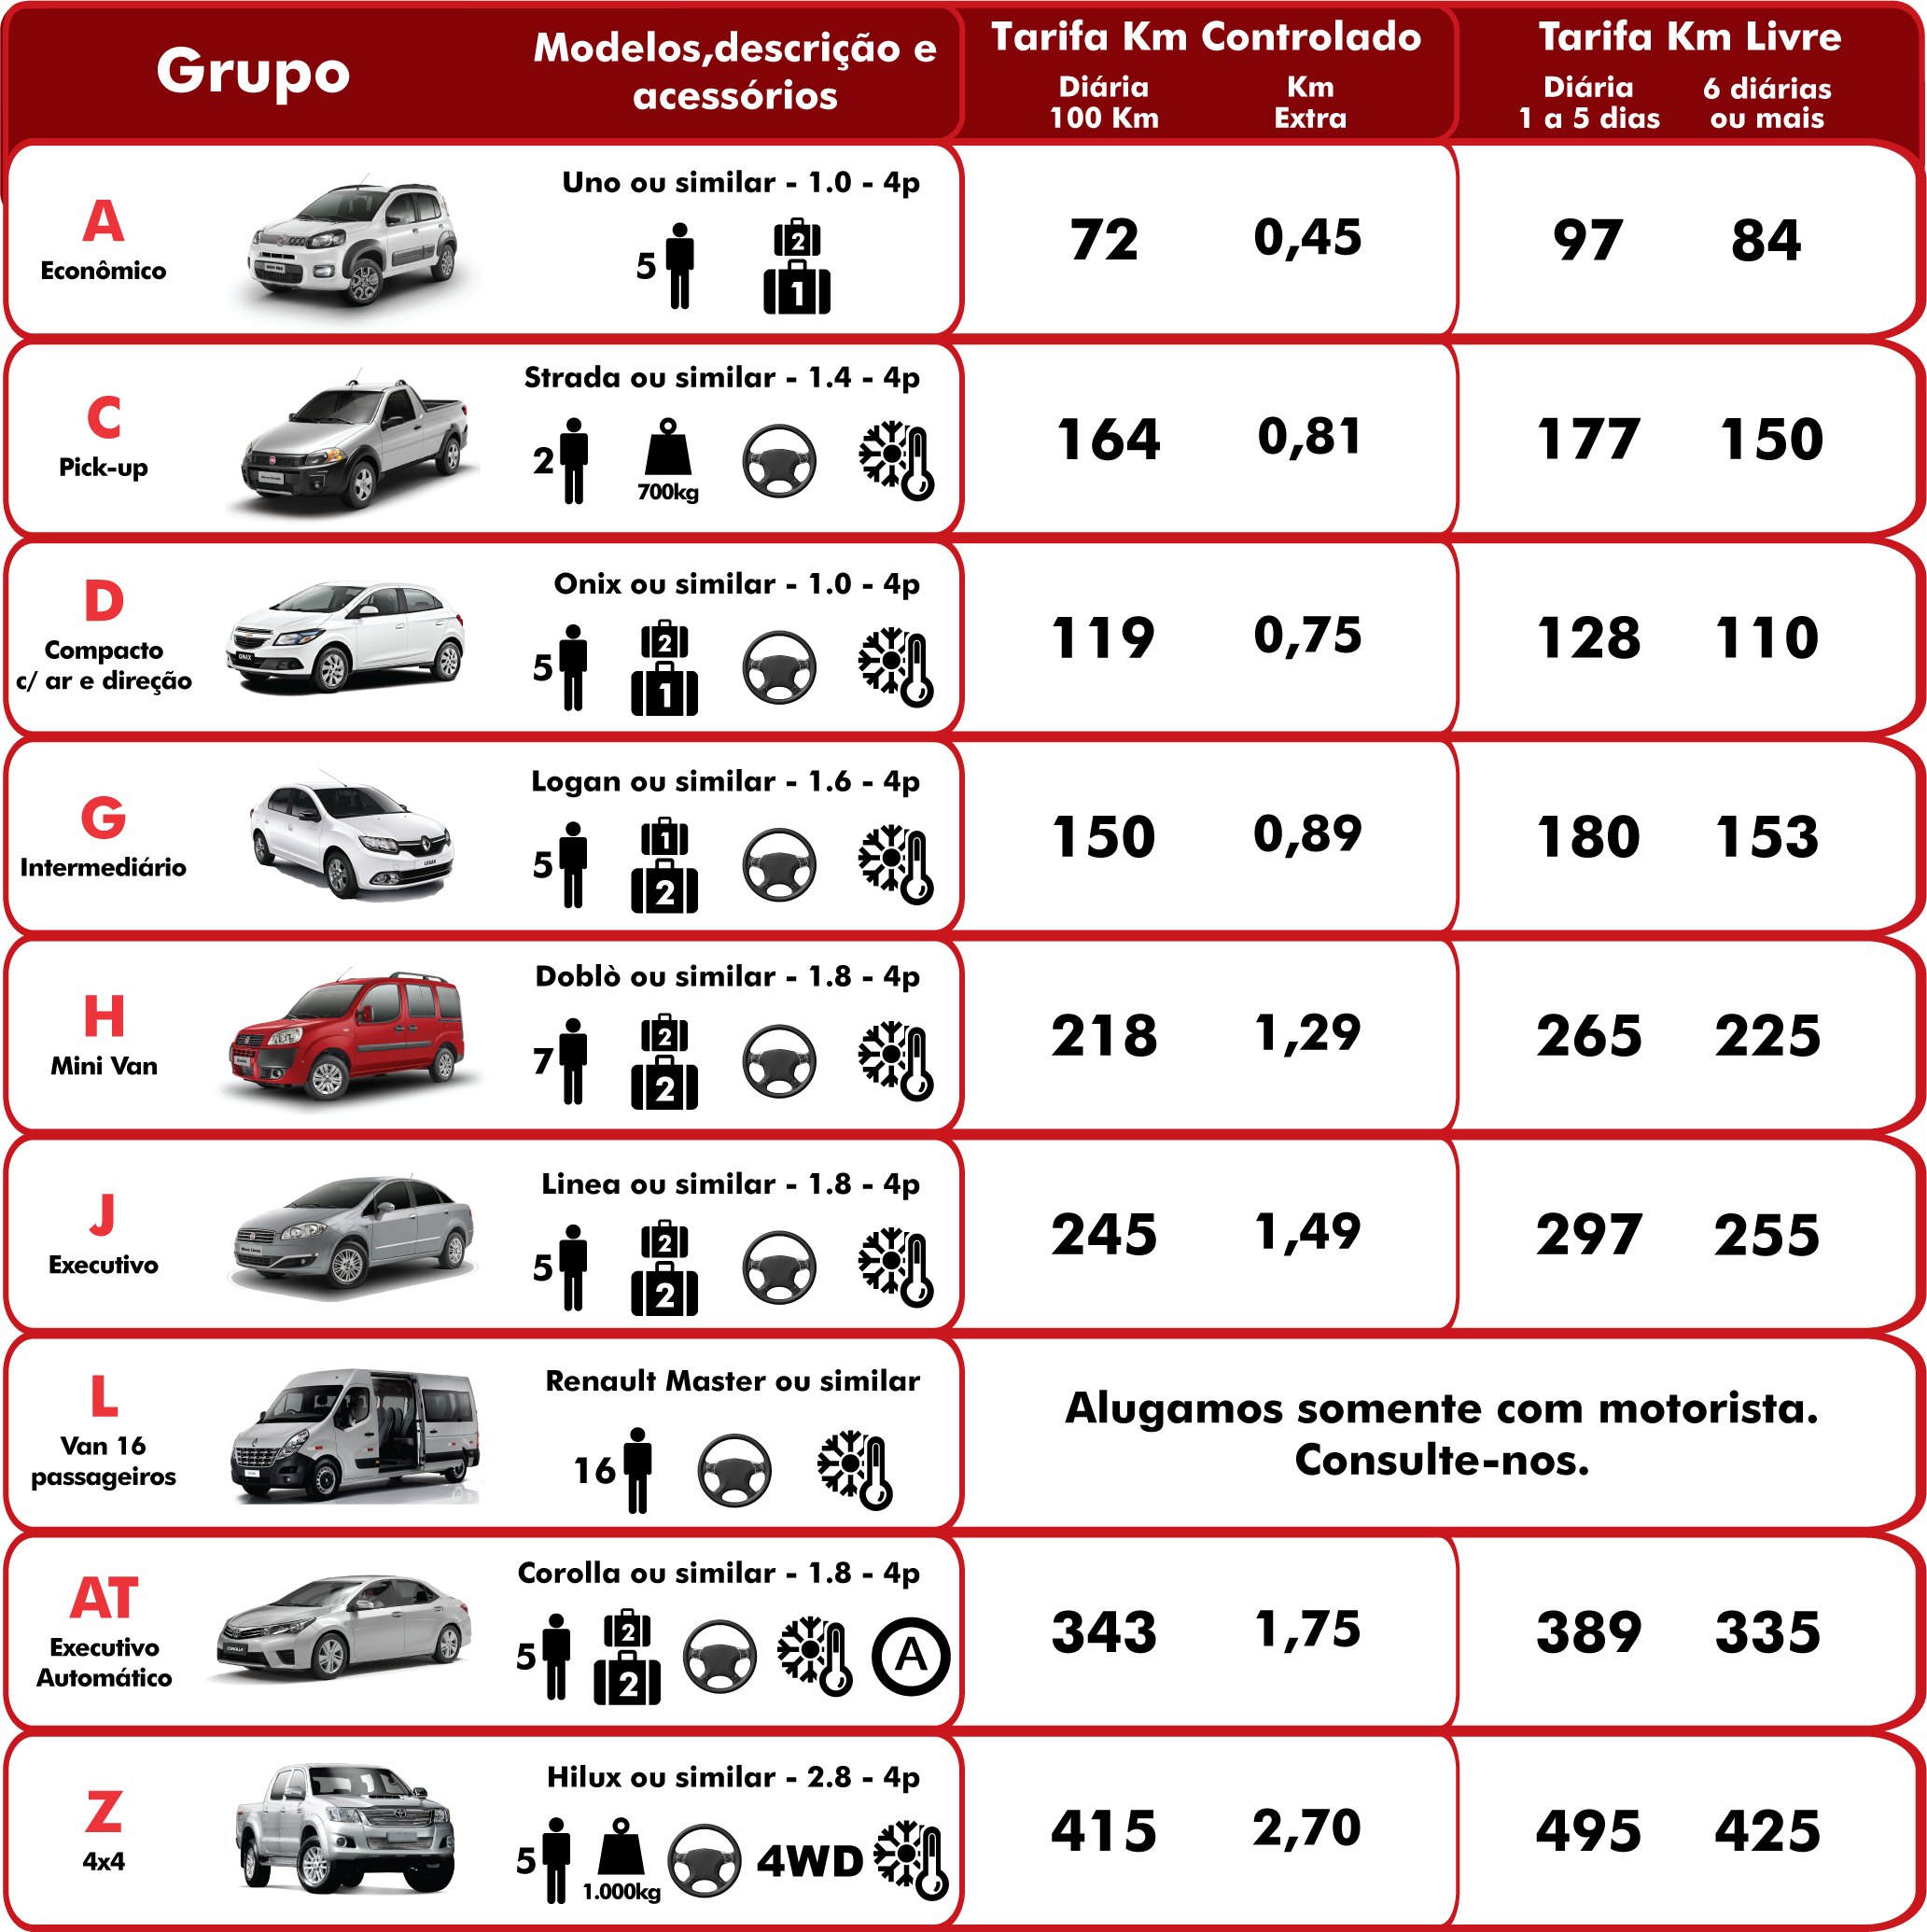 Grupo
Modelos,descrição e
acessórios
Tarifa Km Controlado
Diária
100 Km
Km
Extra
Tarifa Km Livre
Diária
1 a 5 dias
6 diárias
ou mais
A
Econômico
Uno ou similar - 1.0 - 4p
5
2
1
72
0,45
97
84
C
Pick-up
Strada ou similar - 1.4 - 4p
2
700kg
164
0,81
177
150
D
Compacto
c/ ar e direção
ONIX
Onix ou similar - 1.0 - 4p
5
2
1
119
0,75
128
110
G
Intermediário
LOGAN
Logan ou similar - 1.6 - 4p
5
1
2
150
0,89
180
153
H
Mini Van
Doblò ou similar - 1.8 - 4p
7
2
2
218
1,29
265
225
J
Executivo
Linea ou similar - 1.8 - 4p
5
2
2
245
1,49
297
255
L
Van 16
passageiros
Renault Master ou similar
16
Alugamos somente com motorista.
Consulte-nos.
AT
Executivo
Automático
COROLLA
Corolla ou similar - 1.8 - 4p
5
2
2
A
343
1,75
389
335
Z
4x4
Hilux ou similar - 2.8 - 4p
5
1.000kg
4WD
415
2,70
495
425